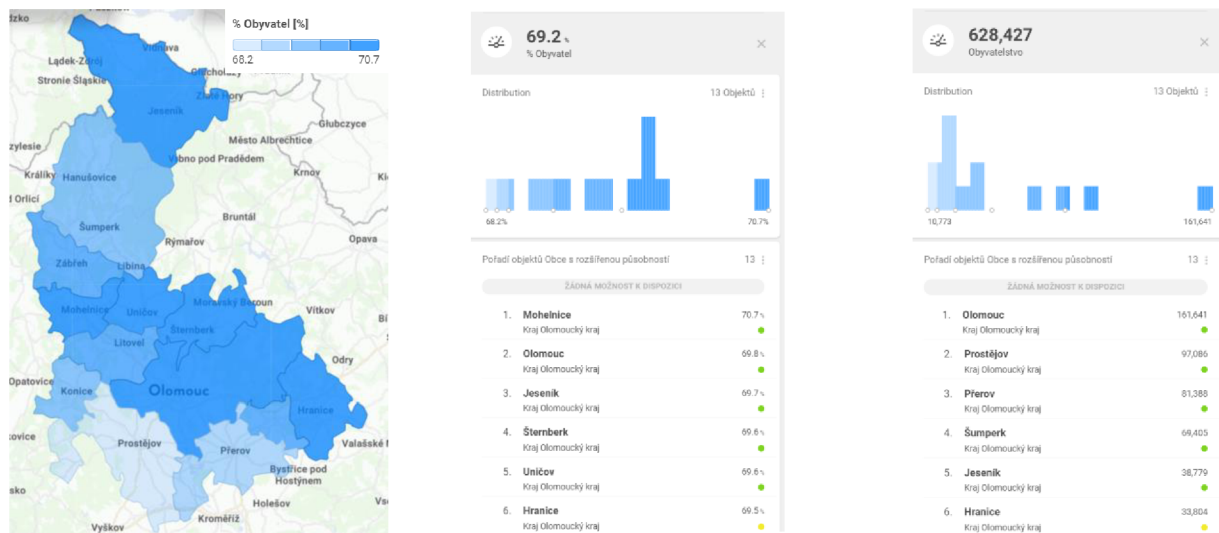 % Obyvatel [%]
68.2 70.7
Vidnava
Lądek-Zdrój
Głuchołazy
Stronie Śląskie
Zlaté Hory
Jeseník
Głubczyce
Město Albrechtice
zylesie
Vrbno pod Pradědem
Králíky
Hanušovice
Krnov
Orlicí
Šumperk
Bruntál
Rýmařov
Opava
Zábřeh
Libina
Mohelnice
Uničov
Moravský Beroun
Vítkov
Šternberk
Litovel
Odry
Opatovice
Konice
Olomouc
Hranice
Prostějov
Přerov
Valašské
Bystřice pod
Hostýnem
Holešov
Kroměříž
Vyškov
69.2 %
% Obyvatel
Distribution 13 Objektů
68.2% 70.7%
Pořadí objektů Obce s rozšířenou působností 13
ŽÁDNÁ MOŽNOST K DISPOZICI
1. Mohelnice 70.7 %
Kraj Olomoucký kraj
2. Olomouc 69.8 %
Kraj Olomoucký kraj
3. Jeseník 69.7 %
Kraj Olomoucký kraj
4. Šternberk 69.6 %
Kraj Olomoucký kraj
5. Uničov 69.6 %
Kraj Olomoucký kraj
6. Hranice 69.5 %
Kraj Olomoucký kraj
628,427
Obyvatelstvo
Distribution 13 Objektů
10,773 161,641
Pořadí objektů Obce s rozšířenou působností 13
ŽÁDNÁ MOŽNOST K DISPOZICI
1. Olomouc 161,641
Kraj Olomoucký kraj
2. Prostějov 97,086
Kraj Olomoucký kraj
3. Přerov 81,388
Kraj Olomoucký kraj
4. Šumperk 69,405
Kraj Olomoucký kraj
5. Jeseník 38,779
Kraj Olomoucký kraj
6. Hranice 33,804
Kraj Olomoucký kraj